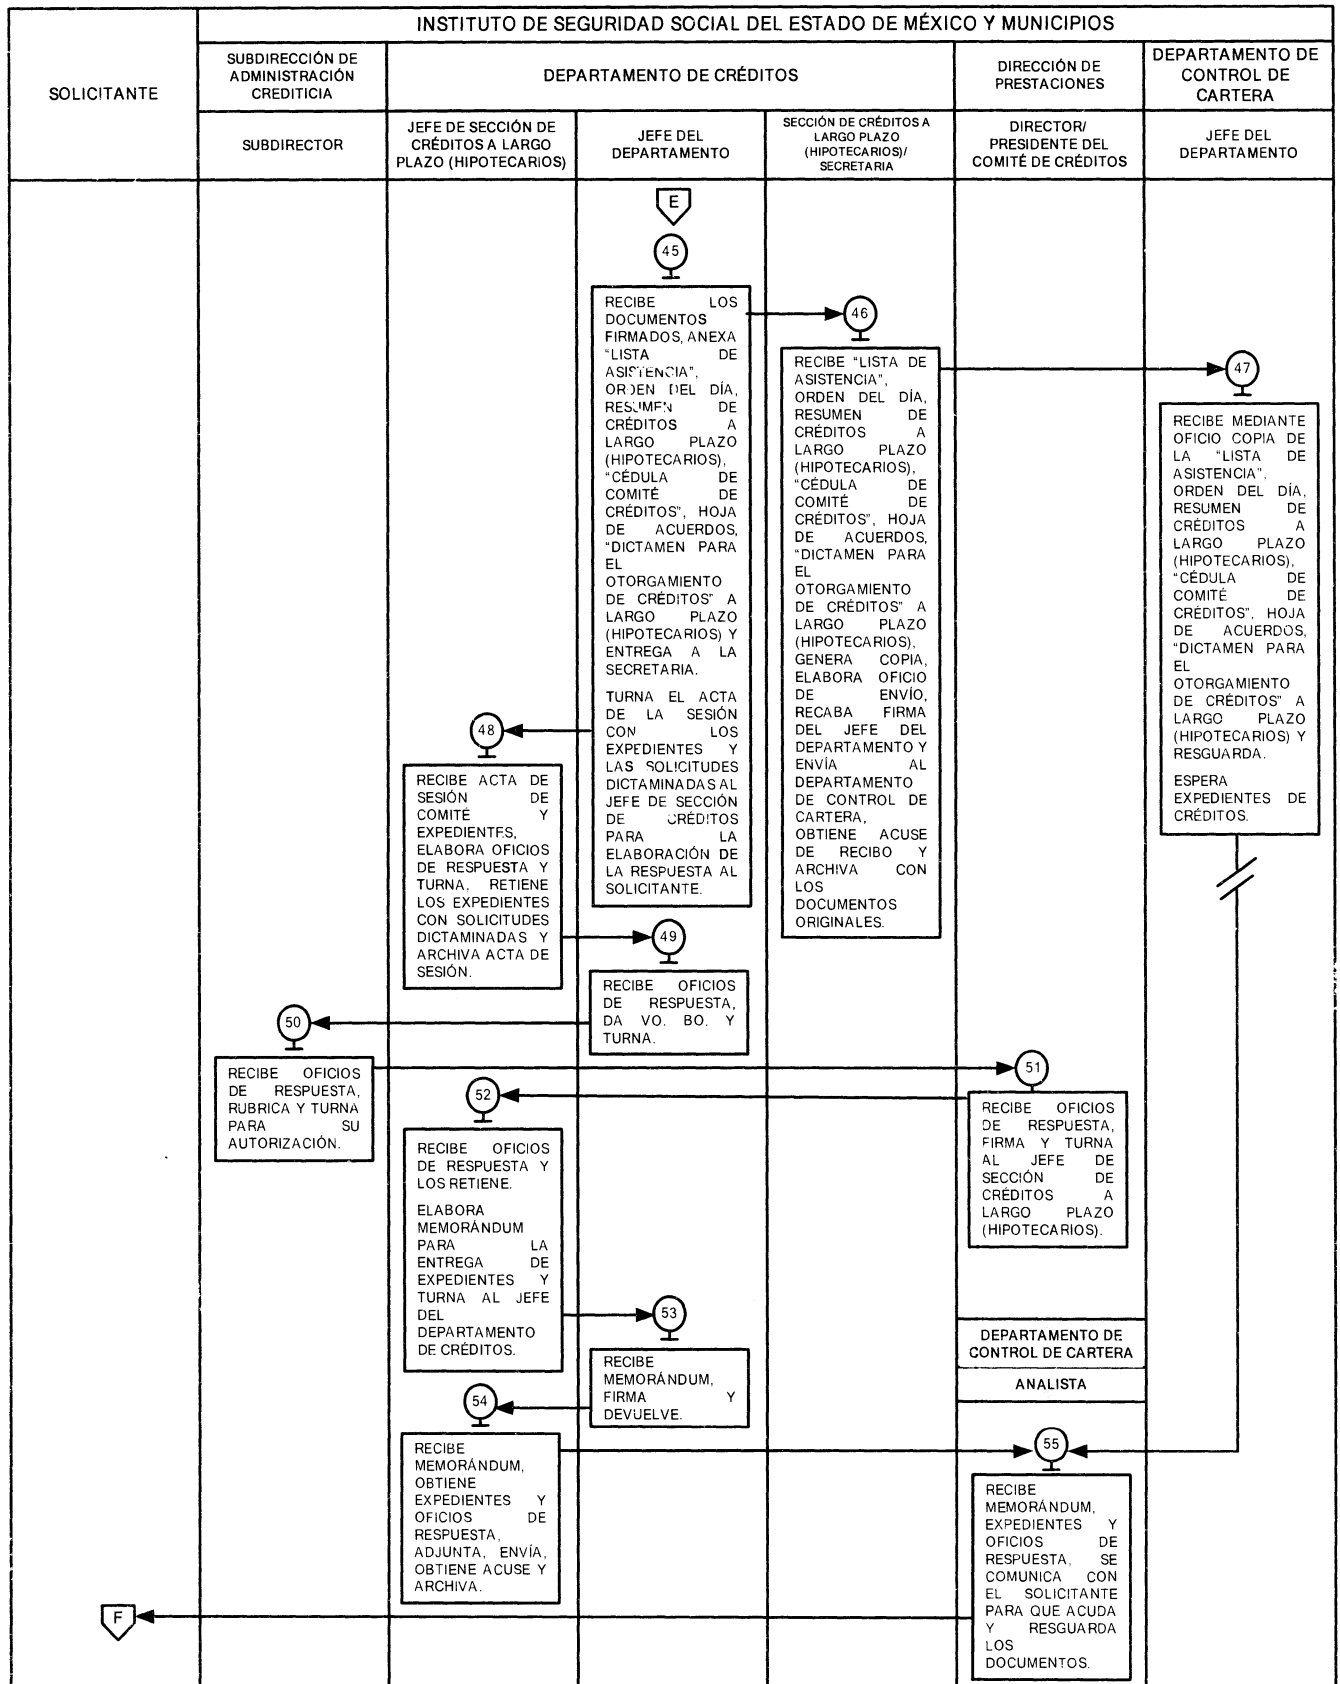 INSTITUTO DE SEGURIDAD SOCIAL DEL ESTADO DE MÉXICO Y MUNICIPIOS
SOLICITANTE
SUBDIRECCIÓN DE
ADMINISTRACIÓN
CREDITICIA
DEPARTAMENTO DE CRÉDITOS
DIRECCIÓN DE
PRESTACIONES
DEPARTAMENTO DE
CONTROL DE
CARTERA
SUBDIRECTOR
JEFE DE SECCIÓN DE
CRÉDITOS A LARGO
PLAZO (HIPOTECARIOS)
JEFE DEL
DEPARTAMENTO
SECCIÓN DE CRÉDITOS A
LARGO PLAZO
(HIPOTECARIOS)/
SECRETARIA
DIRECTOR/
PRESIDENTE DEL
COMITÉ DE CRÉDITOS
JEFE DEL
DEPARTAMENTO
E
45
RECIBE LOS
DOCUMENTOS
FIRMADOS, ANEXA
“LISTA DE
ASISTENCIA”,
ORDEN DEL DÍA,
RESUMEN DE
CRÉDITOS A
LARGO PLAZO
(HIPOTECARIOS),
“CÉDULA DE
COMITÉ DE
CRÉDITOS”, HOJA
DE ACUERDOS,
“DICTAMEN PARA
EL
OTORGAMIENTO
DE CRÉDITOS” A
LARGO PLAZO
(HIPOTECARIOS) Y
ENTREGA A LA
SECRETARIA.
TURNA EL ACTA
DE LA SESIÓN
CON LOS
EXPEDIENTES Y
LAS SOLICITUDES
DICTAMINADAS AL
JEFE DE SECCIÓN
DE CRÉDITOS
PARA LA
ELABORACIÓN DE
LA RESPUESTA AL
SOLICITANTE.
46
RECIBE “LISTA DE
ASISTENCIA”,
ORDEN DEL DÍA,
RESUMEN DE
CRÉDITOS A
LARGO PLAZO
(HIPOTECARIOS),
“CÉDULA DE
COMITÉ DE
CRÉDITOS”, HOJA
DE ACUERDOS,
“DICTAMEN PARA
EL
OTORGAMIENTO
DE CRÉDITOS” A
LARGO PLAZO
(HIPOTECARIOS),
GENERA COPIA,
ELABORA OFICIO
DE ENVÍO,
RECABA FIRMA
DEL JEFE DEL
DEPARTAMENTO Y
ENVÍA AL
DEPARTAMENTO
DE CONTROL DE
CARTERA,
OBTIENE ACUSE
DE RECIBO Y
ARCHIVA CON
LOS
DOCUMENTOS
ORIGINALES.
47
RECIBE MEDIANTE
OFICIO COPIA DE
LA “LISTA DE
ASISTENCIA”,
ORDEN DEL DÍA,
RESUMEN DE
CRÉDITOS A
LARGO PLAZO
(HIPOTECARIOS),
“CÉDULA DE
COMITÉ DE
CRÉDITOS”, HOJA
DE ACUERDOS,
“DICTAMEN PARA
EL
OTORGAMIENTO
DE CRÉDITOS” A
LARGO PLAZO
(HIPOTECARIOS) Y
RESGUARDA.
ESPERA
EXPEDIENTES DE
CRÉDITOS.
48
RECIBE ACTA DE
SESIÓN DE
COMITÉ Y
EXPEDIENTES,
ELABORA OFICIOS
DE RESPUESTA Y
TURNA, RETIENE
LOS EXPEDIENTES
CON SOLICITUDES
DICTAMINADAS Y
ARCHIVA ACTA DE
SESIÓN.
49
RECIBE OFICIOS
DE RESPUESTA,
DA VO. BO. Y
TURNA.
50
RECIBE OFICIOS
DE RESPUESTA,
RUBRICA Y TURNA
PARA SU
AUTORIZACIÓN.
51
RECIBE OFICIOS
DE RESPUESTA,
FIRMA Y TURNA
AL JEFE DE
SECCIÓN DE
CRÉDITOS A
LARGO PLAZO
(HIPOTECARIOS).
52
RECIBE OFICIOS
DE RESPUESTA Y
LOS RETIENE.
ELABORA
MEMORÁNDUM
PARA LA
ENTREGA DE
EXPEDIENTES Y
TURNA AL JEFE
DEL
DEPARTAMENTO
DE CRÉDITOS.
53
RECIBE
MEMORÁNDUM,
FIRMA Y
DEVUELVE.
DEPARTAMENTO DE
CONTROL DE CARTERA
ANALISTA
54
RECIBE
MEMORÁNDUM,
OBTIENE
EXPEDIENTES Y
OFICIOS DE
RESPUESTA,
ADJUNTA, ENVÍA,
OBTIENE ACUSE Y
ARCHIVA.
55
RECIBE
MEMORÁNDUM,
EXPEDIENTES Y
OFICIOS DE
RESPUESTA, SE
COMUNICA CON
EL SOLICITANTE
PARA QUE ACUDA
Y RESGUARDA
LOS
DOCUMENTOS.
F